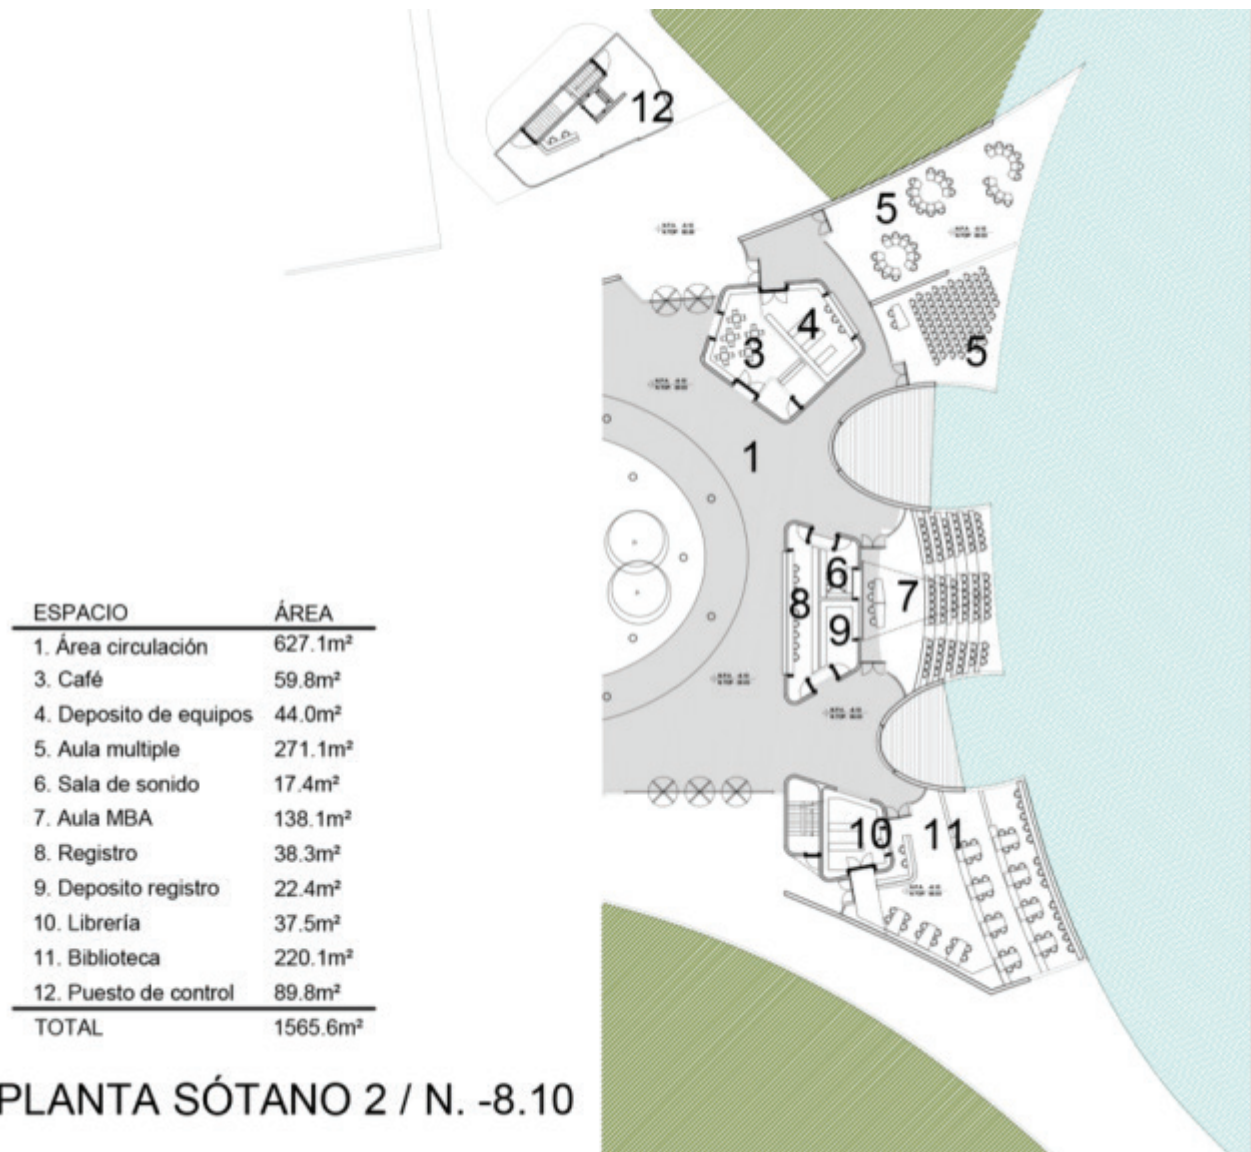 12
5
4
3
5
1
6
7
8
9
10
11
ESPACIO ÁREA
1. Área circulación 627.1m²
3. Café 59.8m²
4. Deposito de equipos 44.0m²
5. Aula multiple 271.1m²
6. Sala de sonido 17.4m²
7. Aula MBA 138.1m²
8. Registro 38.3m²
9. Deposito registro 22.4m²
10. Librería 37.5m²
11. Biblioteca 220.1m²
12. Puesto de control 89.8m²
TOTAL 1565.6m²
PLANTA SÓTANO 2 / N. -8.10